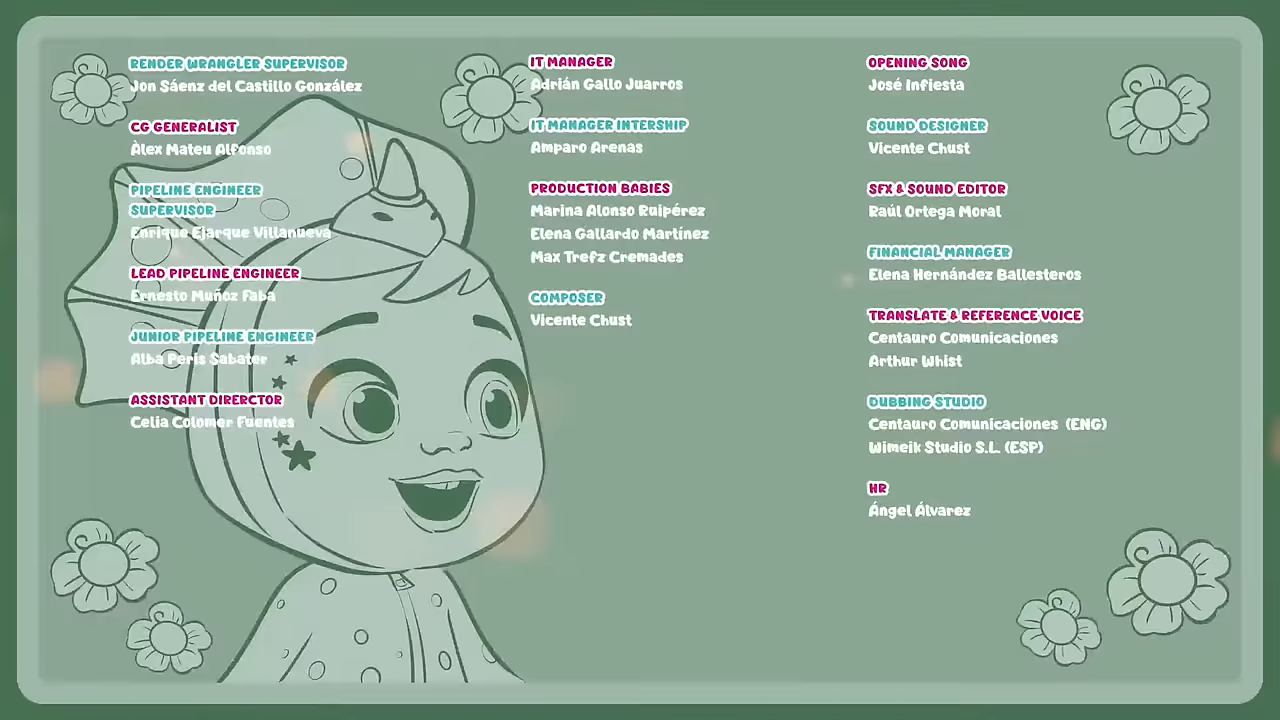 RENDER WRANGLER SUPERVISOR
Jon Sáenz del Castillo González
CG GENERALIST
Àlex Mateu Alfonso
PIPELINE ENGINEER
SUPERVISOR
Enrique Ejarque Villanueva
LEAD PIPELINE ENGINEER
Ernesto Muñoz Faba
JUNIOR PIPELINE ENGINEER
Alba Peris Sabater
ASSISTANT DIRERCTOR
Celia Colomer Fuentes
IT MANAGER
Adrián Gallo Juarros
IT MANAGER INTERSHIP
Amparo Arenas
PRODUCTION BABIES
Marina Alonso Ruipérez
Elena Gallardo Martínez
Max Trefz Cremades
COMPOSER
Vicente Chust
OPENING SONG
José Infiesta
SOUND DESIGNER
Vicente Chust
SFX & SOUND EDITOR
Raúl Ortega Moral
FINANCIAL MANAGER
Elena Hernández Ballesteros
TRANSLATE & REFERENCE VOICE
Centauro Comunicaciones
Arthur Whist
DUBBING STUDIO
Centauro Comunicaciones (ENG)
Wimeik Studio S.L. (ESP)
HR
Ángel Álvarez